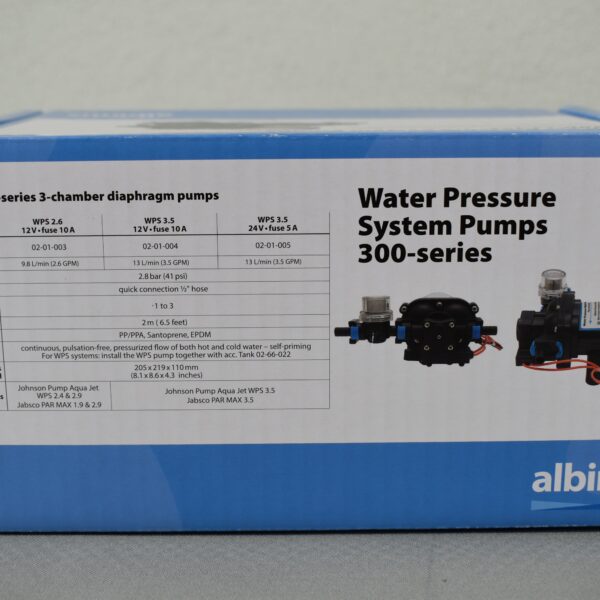 -series 3-chamber diaphragm pumps
WPS 2.6 WPS 3.5 WPS 3.5
12V • fuse 10 A 12V • fuse 10 A 24V • fuse 5 A
02-01-003 02-01-004 02-01-005
9.8 L/min (2.6 GPM) 13 L/min (3.5 GPM) 13 L/min (3.5 GPM)
2.8 bar (41 psi)
quick connection ½" hose
-1 to 3
2 m ( 6.5 feet)
PP/PPA, Santoprene, EPDM
continuous, pulsation-free, pressurized flow of both hot and cold water – self-priming
For WPS systems: install the WPS pump together with acc. Tank 02-66-022
205 x 219 x 110 mm
(8.1 x 8.6 x 4.3 inches)
Johnson Pump Aqua Jet
WPS 2.4 & 2.9
Jabsco PAR MAX 1.9 & 2.9
Johnson Pump Aqua Jet WPS 3.5
Jabsco PAR MAX 3.5
Water Pressure
System Pumps
300-series
albin